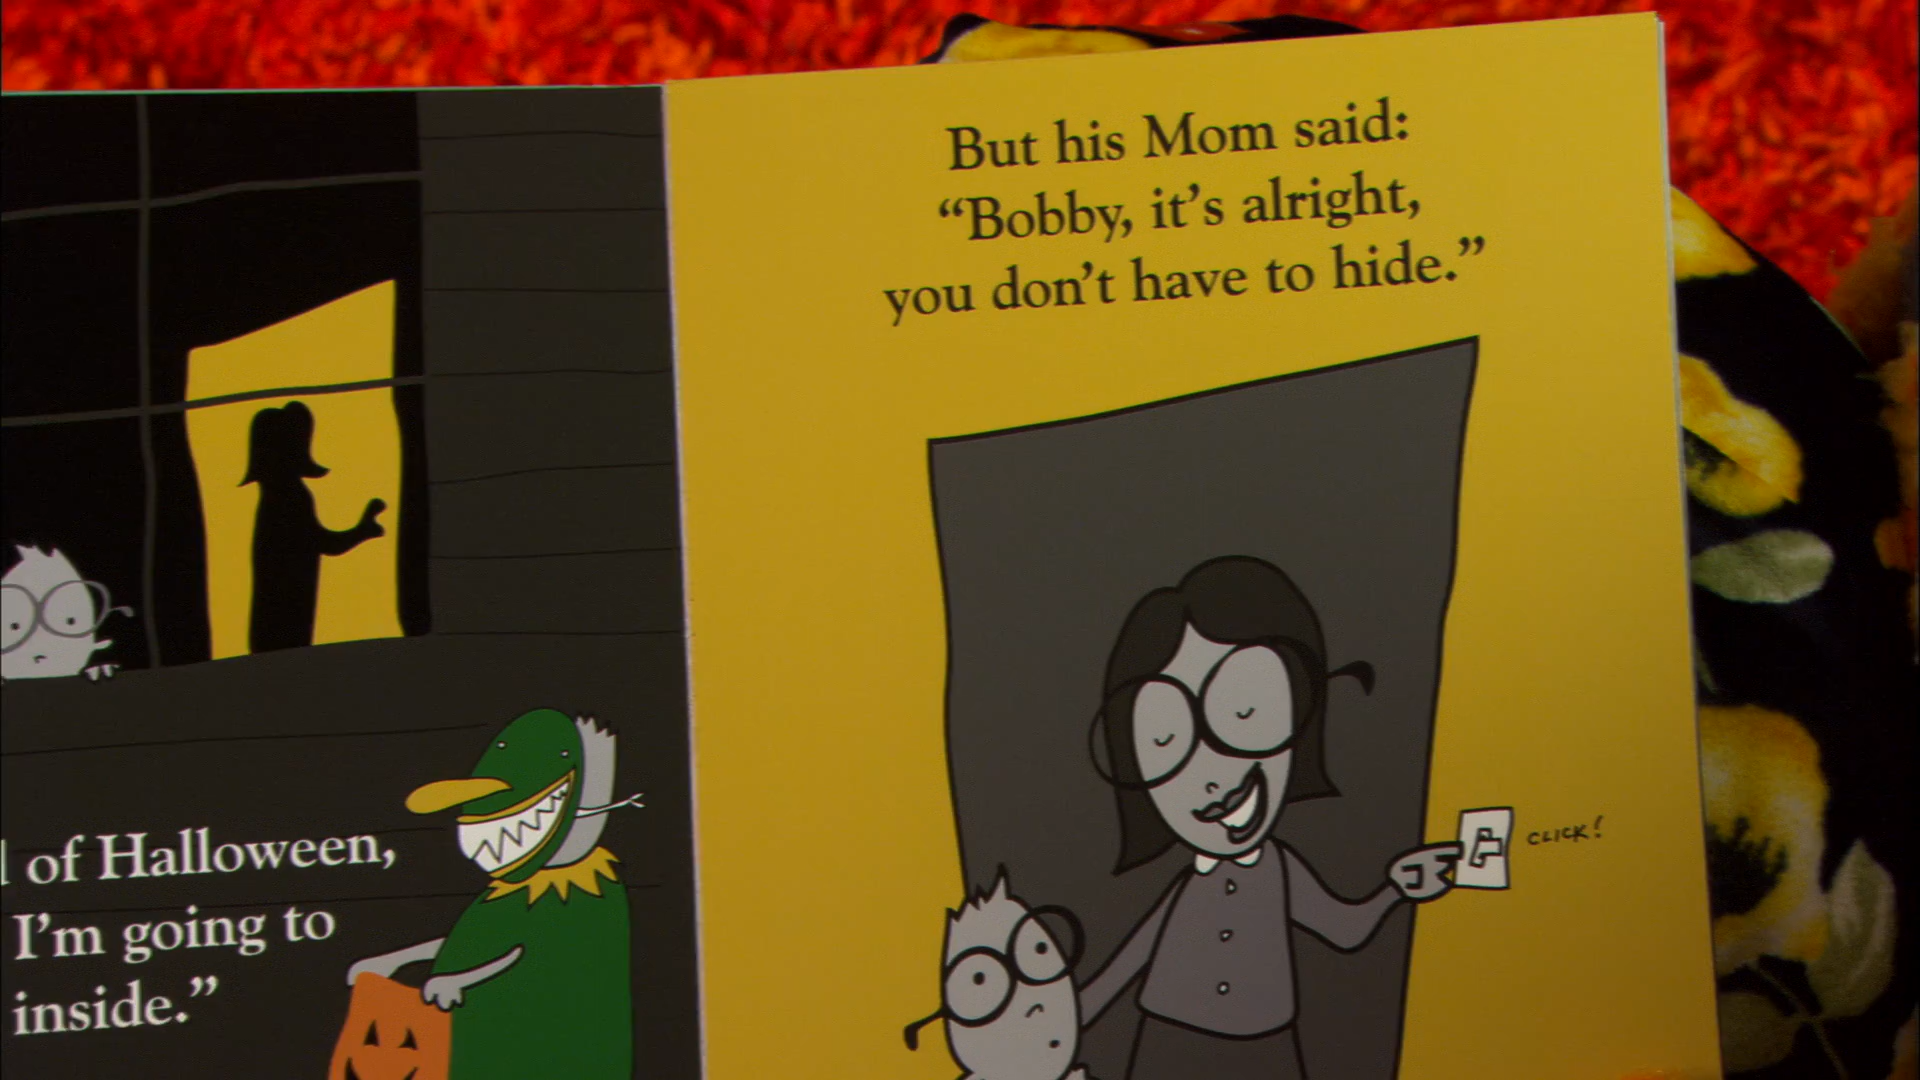 of Halloween,
I'm going to
inside.”
But his Mom said:
“Bobby, it's alright,
you don't have to hide.”
CLICK!